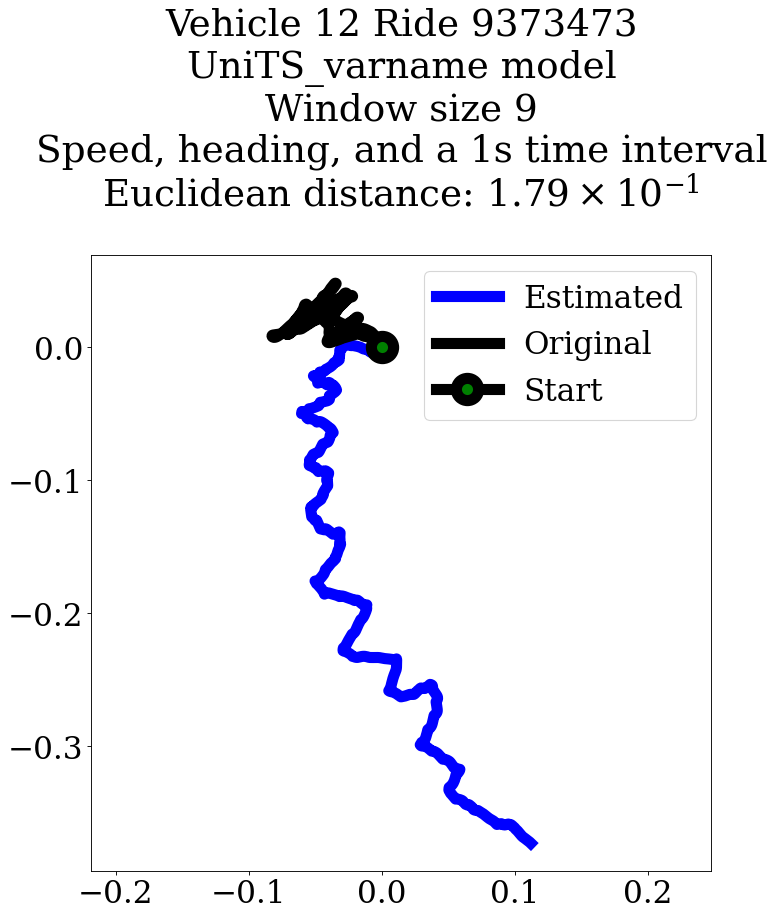 Vehicle 12 Ride 9373473
UniTS_varname model
Window size 9
Speed, heading, and a 1s time interval
Euclidean distance: 1.79 × 10⁻¹
Estimated
Original
Start
0.0
−0.1
−0.2
−0.3
−0.2 −0.1 0.0 0.1 0.2